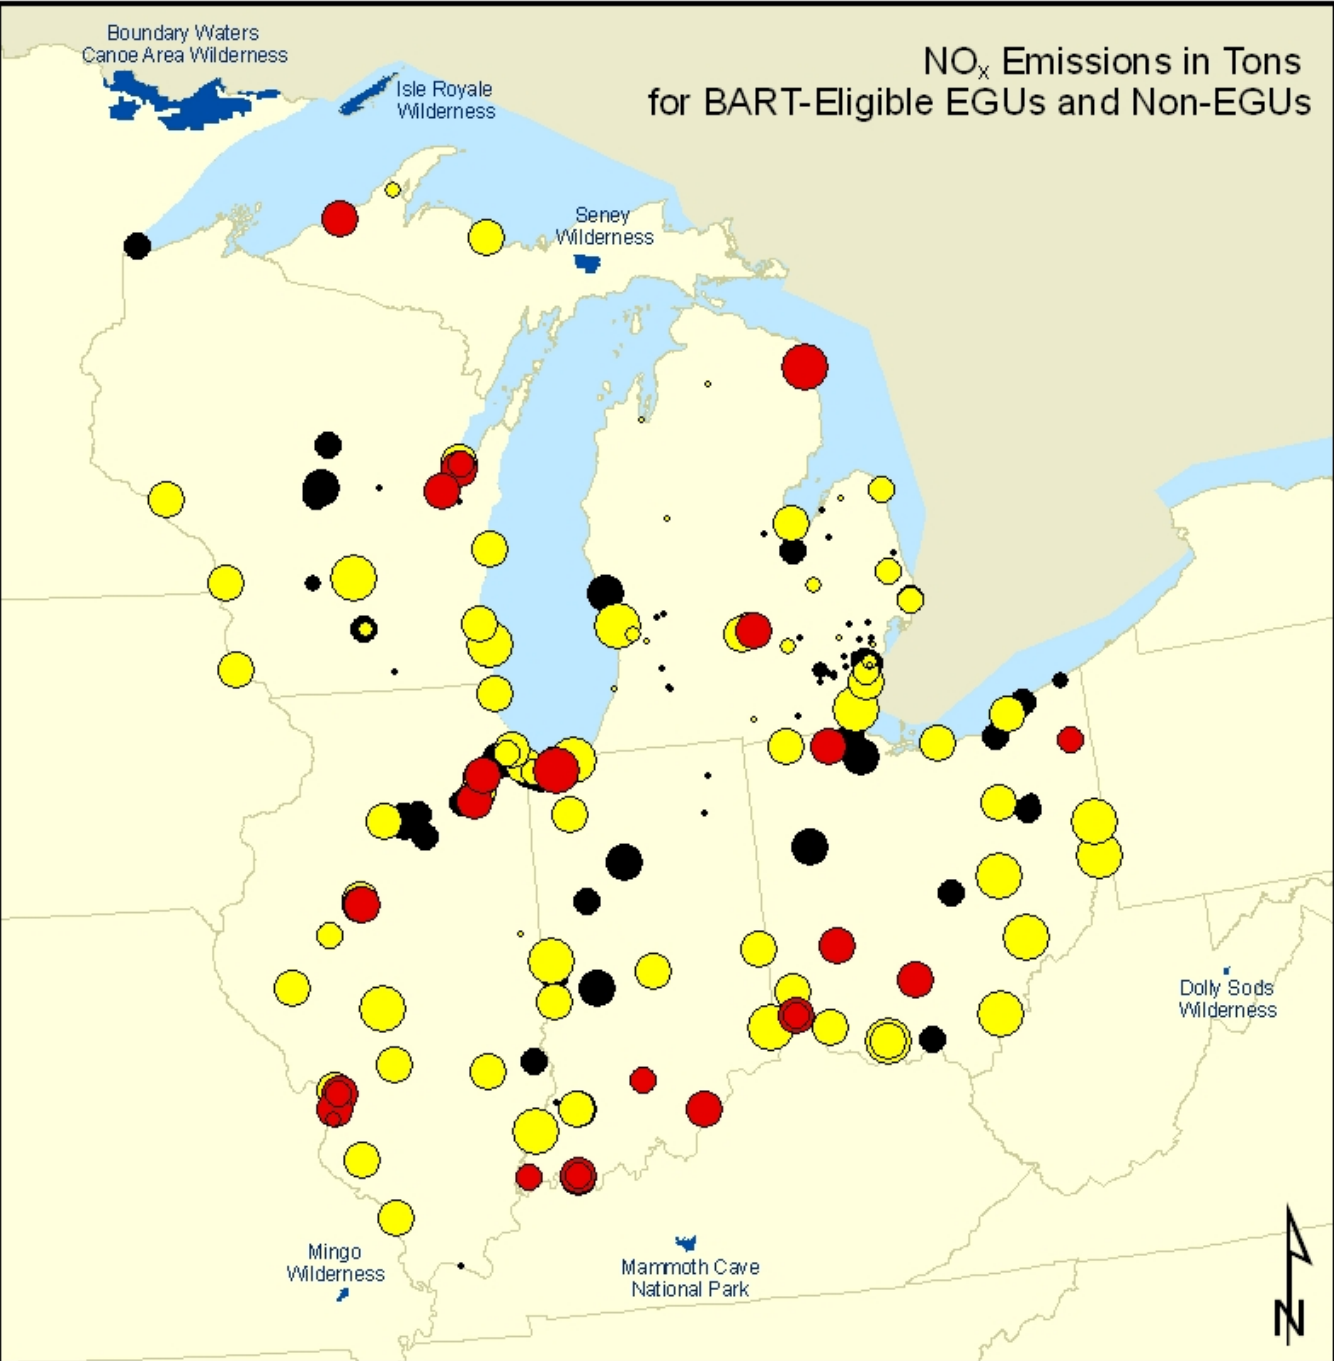 Boundary Waters
Canoe Area Wilderness
NOx Emissions in Tons
for BART-Eligible EGUs and Non-EGUs
Isle Royale
Wilderness
Seney
Wilderness
Dolly Sods
Wilderness
Mingo
Wilderness
Mammoth Cave
National Park
N